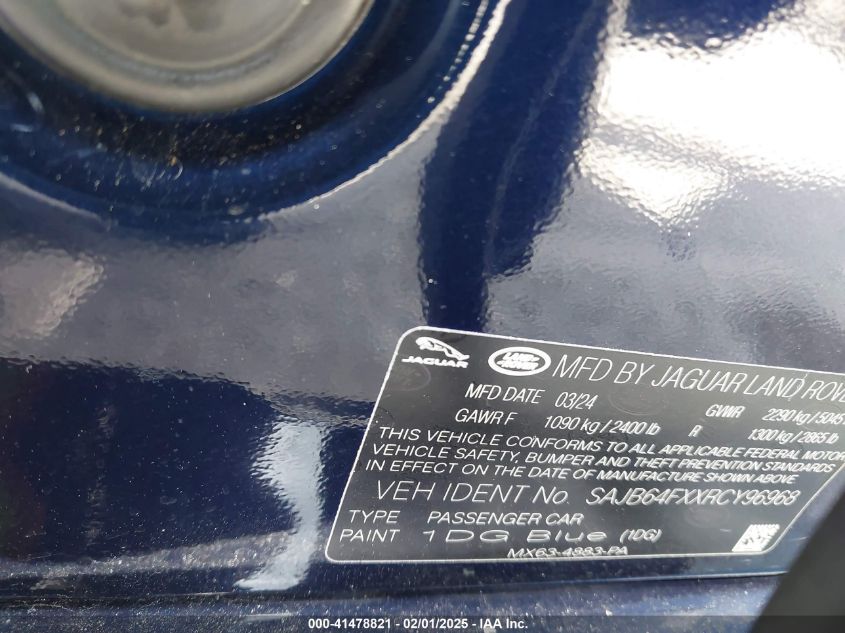 JAGUAR LAND ROVER MFD BY JAGUAR LAND ROVE
MFD DATE 03/24 GVWR 2290 kg / 5045
GAWR F 1090 kg / 2400 lb R 1300 kg / 2865 lb
THIS VEHICLE CONFORMS TO ALL APPLICABLE FEDERAL MOTOR
VEHICLE SAFETY, BUMPER AND THEFT PREVENTION STANDARDS
IN EFFECT ON THE DATE OF MANUFACTURE SHOWN ABOVE
VEH IDENT No. SAJB64FXXRCY96968
TYPE PASSENGER CAR
PAINT 1DG Blue (1DG)
MX63-4883-PA
000-41478821 - 02/01/2025 - IAA Inc.